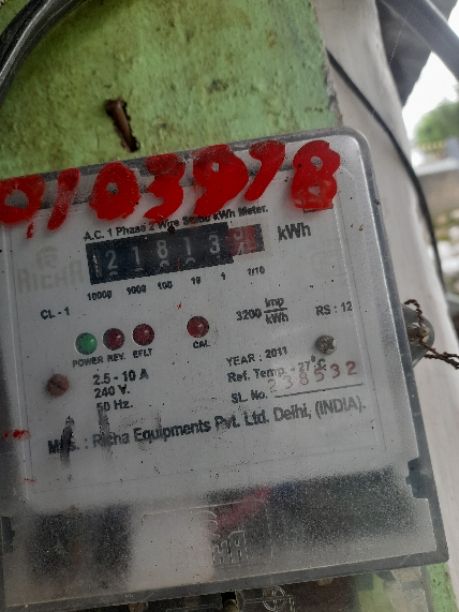 0103978
A.C. 1 Phase 2 Wire Static kWh Meter.
121813 kWh
10000 1000 100 10 1 1/10
CL - 1
3200 imp/kWh RS : 12
POWER REV. EFLT CAL
YEAR : 2011
2.5 - 10 A
Ref. Temp. - 27°C
240 V.
SL. No. 238532
50 Hz.
M/s. : Richa Equipments Pvt. Ltd. Delhi, (INDIA).